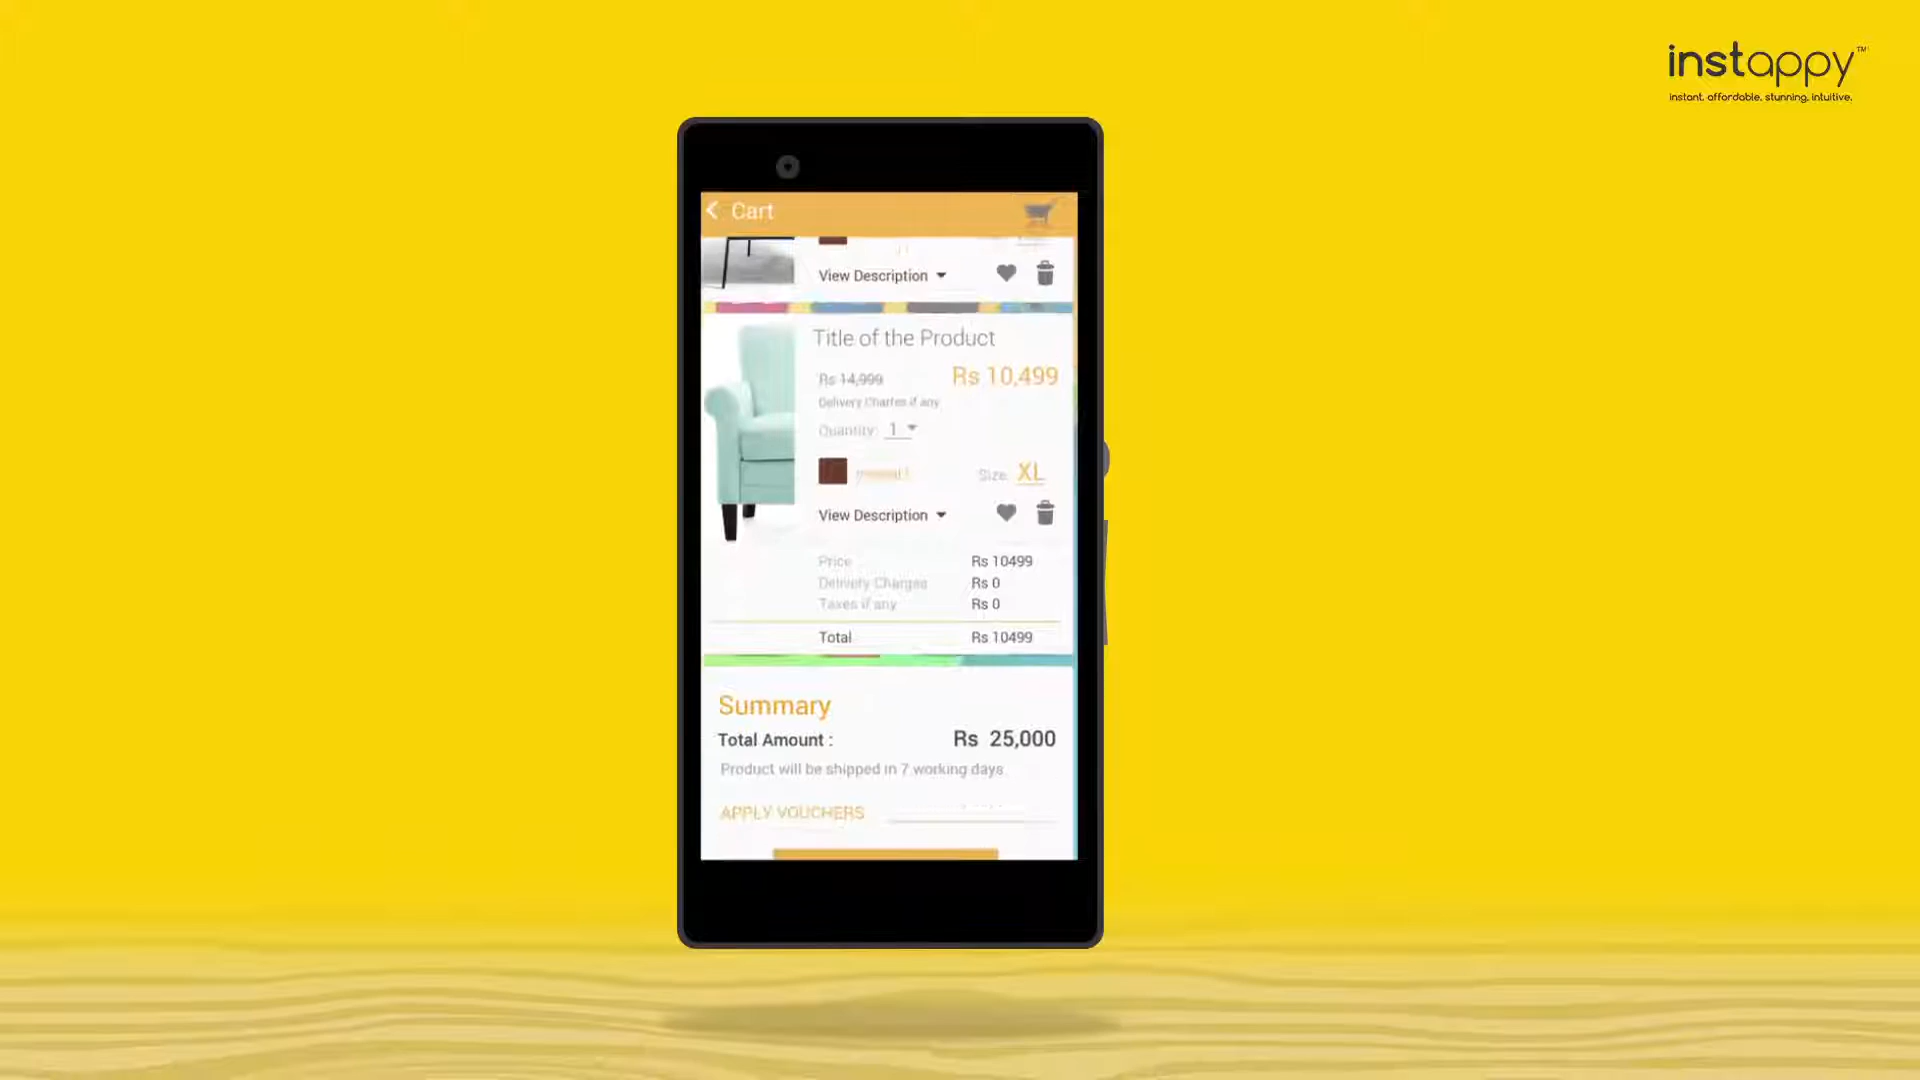 instappy™
instant. affordable. stunning. intuitive.
Cart
View Description
Title of the Product
Rs 14,999 Rs 10,499
Delivery Chartes if any
Quantity: 1
Size: XL
View Description
Price Rs 10499
Delivery Charges Rs 0
Taxes if any Rs 0
Total Rs 10499
Summary
Total Amount : Rs 25,000
Product will be shipped in 7 working days
APPLY VOUCHERS